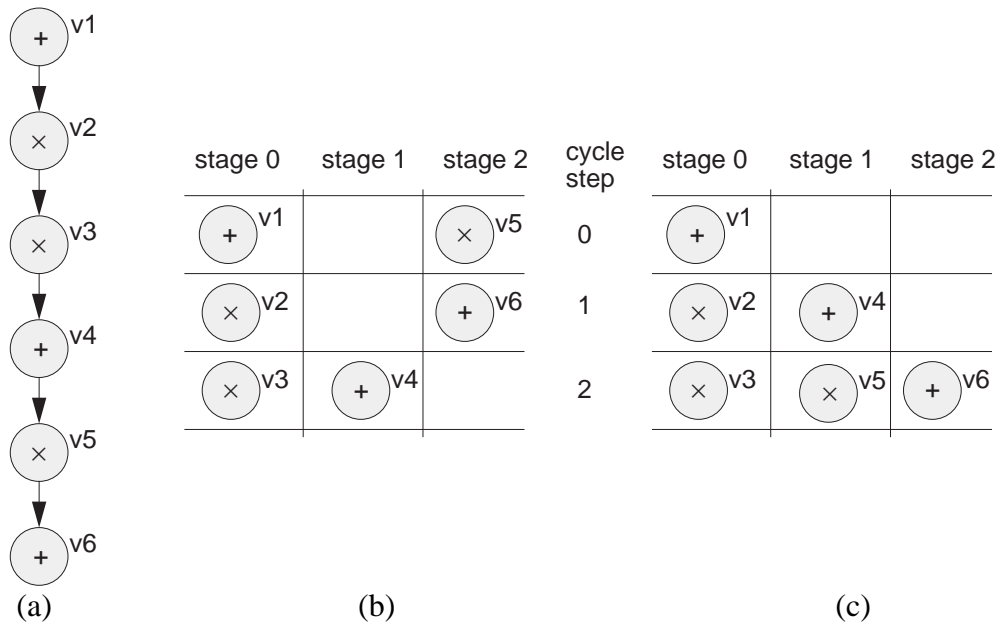 + v1
× v2
× v3
+ v4
× v5
+ v6
(a)
stage 0 stage 1 stage 2
+ v1 × v5
× v2 + v6
× v3 + v4
(b)
cycle
step
0
1
2
stage 0 stage 1 stage 2
+ v1
× v2 + v4
× v3 × v5 + v6
(c)